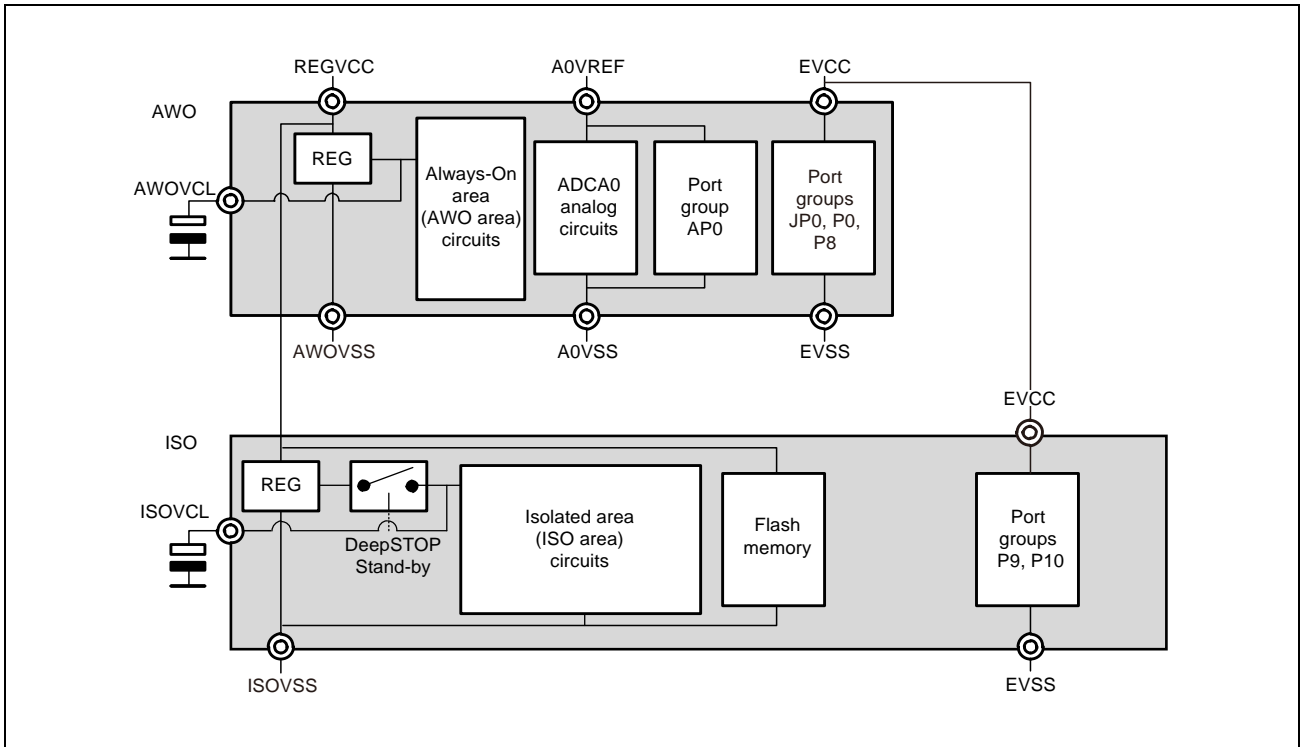 REGVCC
A0VREF
EVCC
AWO
REG
AWOVCL
Always-On
area
(AWO area)
circuits
ADCA0
analog
circuits
Port
group
AP0
Port
groups
JP0, P0,
P8
AWOVSS
A0VSS
EVSS
EVCC
ISO
REG
ISOVCL
DeepSTOP
Stand-by
Isolated area
(ISO area)
circuits
Flash
memory
Port
groups
P9, P10
ISOVSS
EVSS